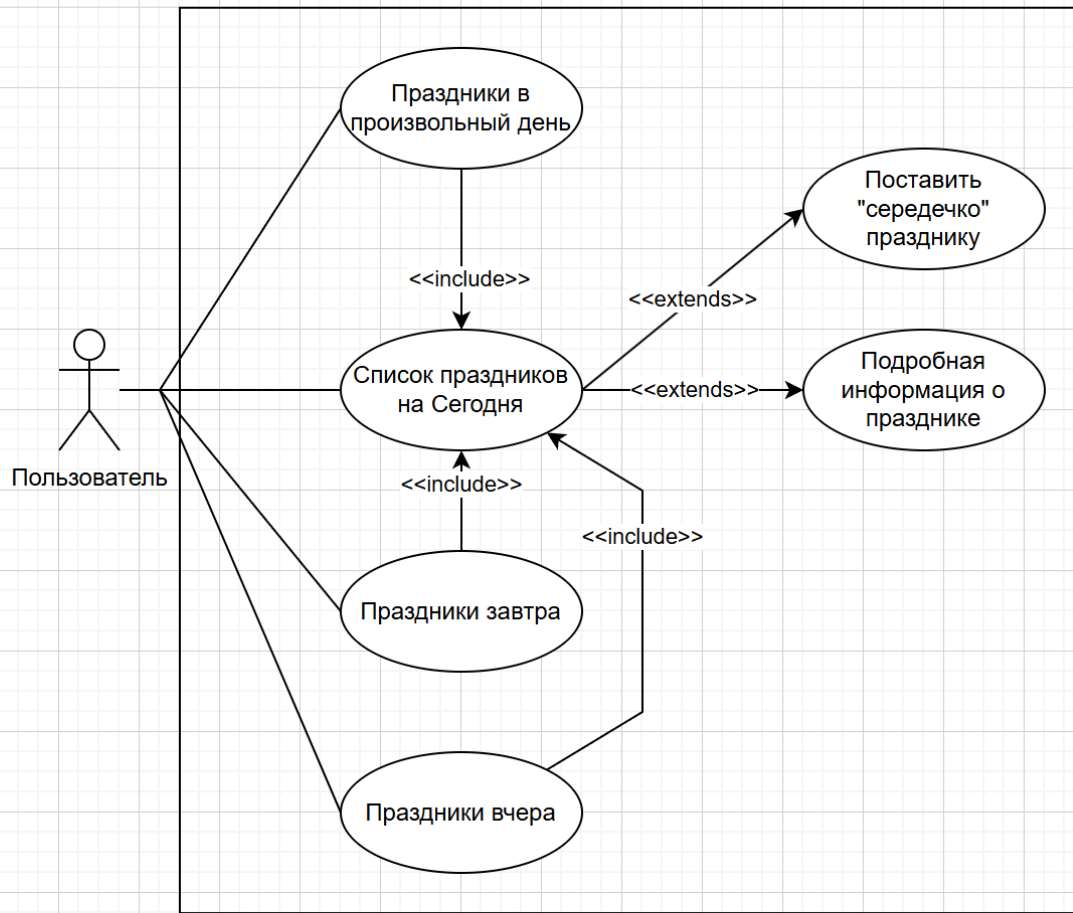 Праздники в
произвольный день
<<include>>
Поставить
"середечко"
празднику
<<extends>>
Список праздников
на Сегодня
<<extends>>
Подробная
информация о
празднике
Пользователь
<<include>>
<<include>>
Праздники завтра
Праздники вчера